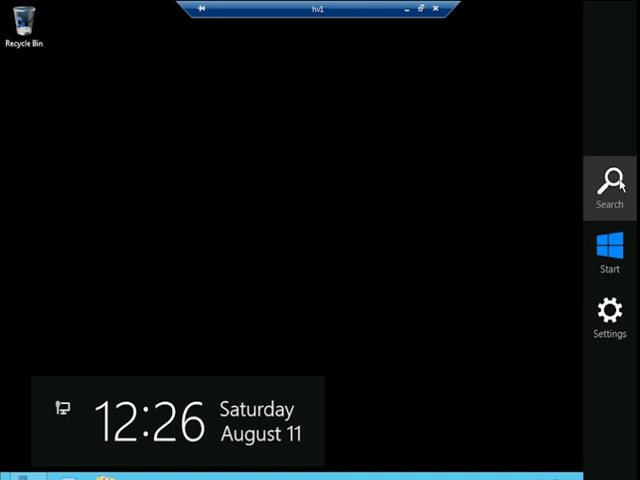 hv1
Recycle Bin
Search
Start
Settings
12:26
Saturday
August 11